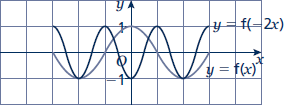 y
1
y = f(−2x)
x
O
y = f(x)
−1